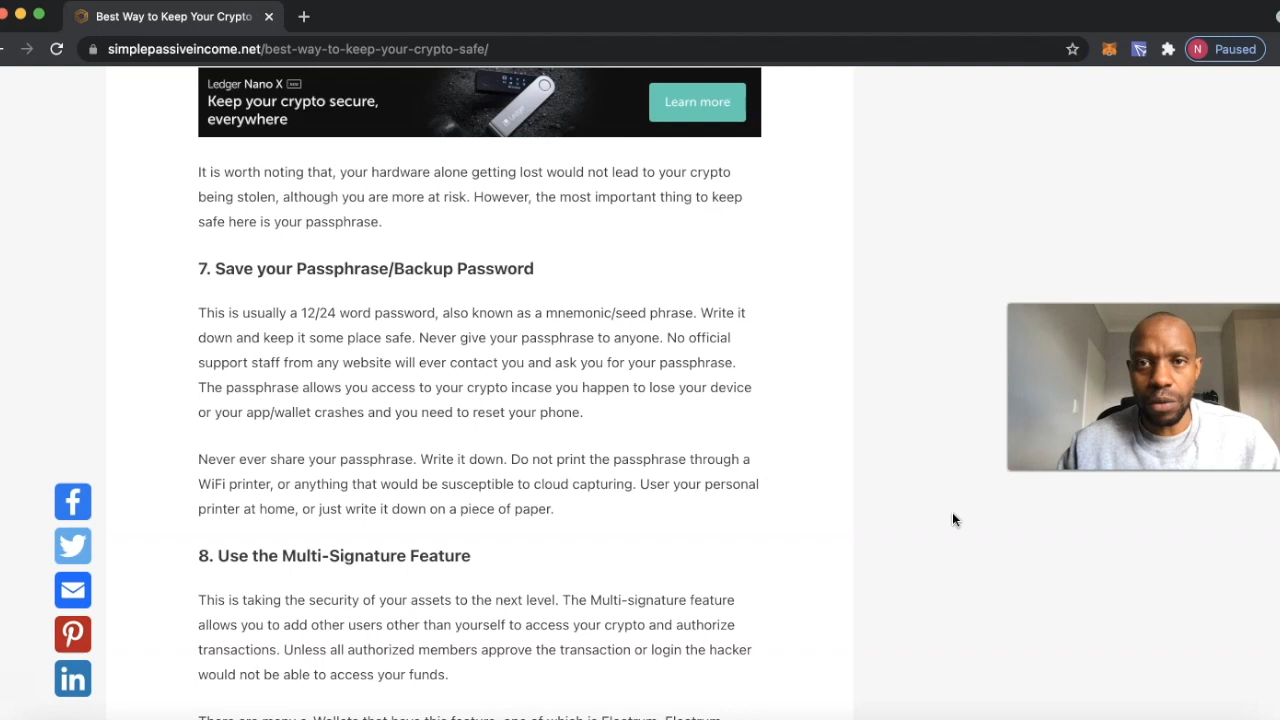 Best Way to Keep Your Crypto
simplepassiveincome.net/best-way-to-keep-your-crypto-safe/
N Paused
Ledger Nano X
Keep your crypto secure,
everywhere
Learn more
It is worth noting that, your hardware alone getting lost would not lead to your crypto
being stolen, although you are more at risk. However, the most important thing to keep
safe here is your passphrase.
7. Save your Passphrase/Backup Password
This is usually a 12/24 word password, also known as a mnemonic/seed phrase. Write it
down and keep it some place safe. Never give your passphrase to anyone. No official
support staff from any website will ever contact you and ask you for your passphrase.
The passphrase allows you access to your crypto incase you happen to lose your device
or your app/wallet crashes and you need to reset your phone.
Never ever share your passphrase. Write it down. Do not print the passphrase through a
WiFi printer, or anything that would be susceptible to cloud capturing. User your personal
printer at home, or just write it down on a piece of paper.
8. Use the Multi-Signature Feature
This is taking the security of your assets to the next level. The Multi-signature feature
allows you to add other users other than yourself to access your crypto and authorize
transactions. Unless all authorized members approve the transaction or login the hacker
would not be able to access your funds.